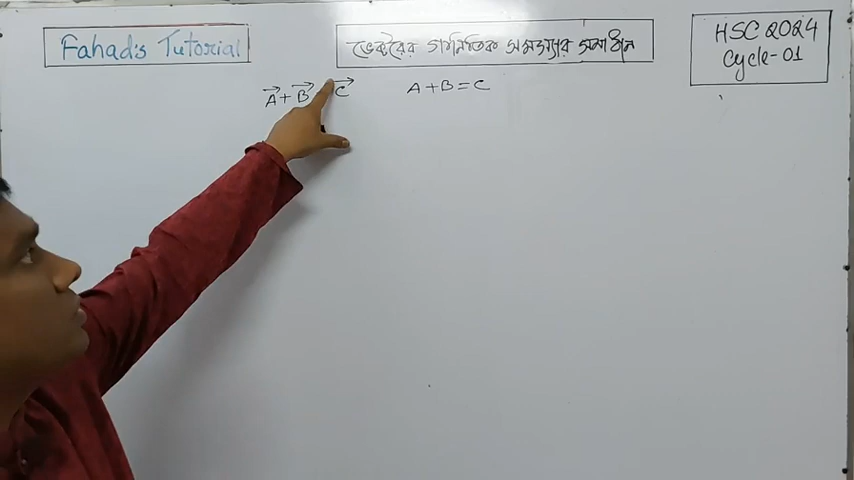 Fahad's Tutorial
ভেক্টরের গাণিতিক সমস্যার সমাধান
HSC 2024
Cycle-01
A⃗ + B⃗ = C⃗
A + B = C